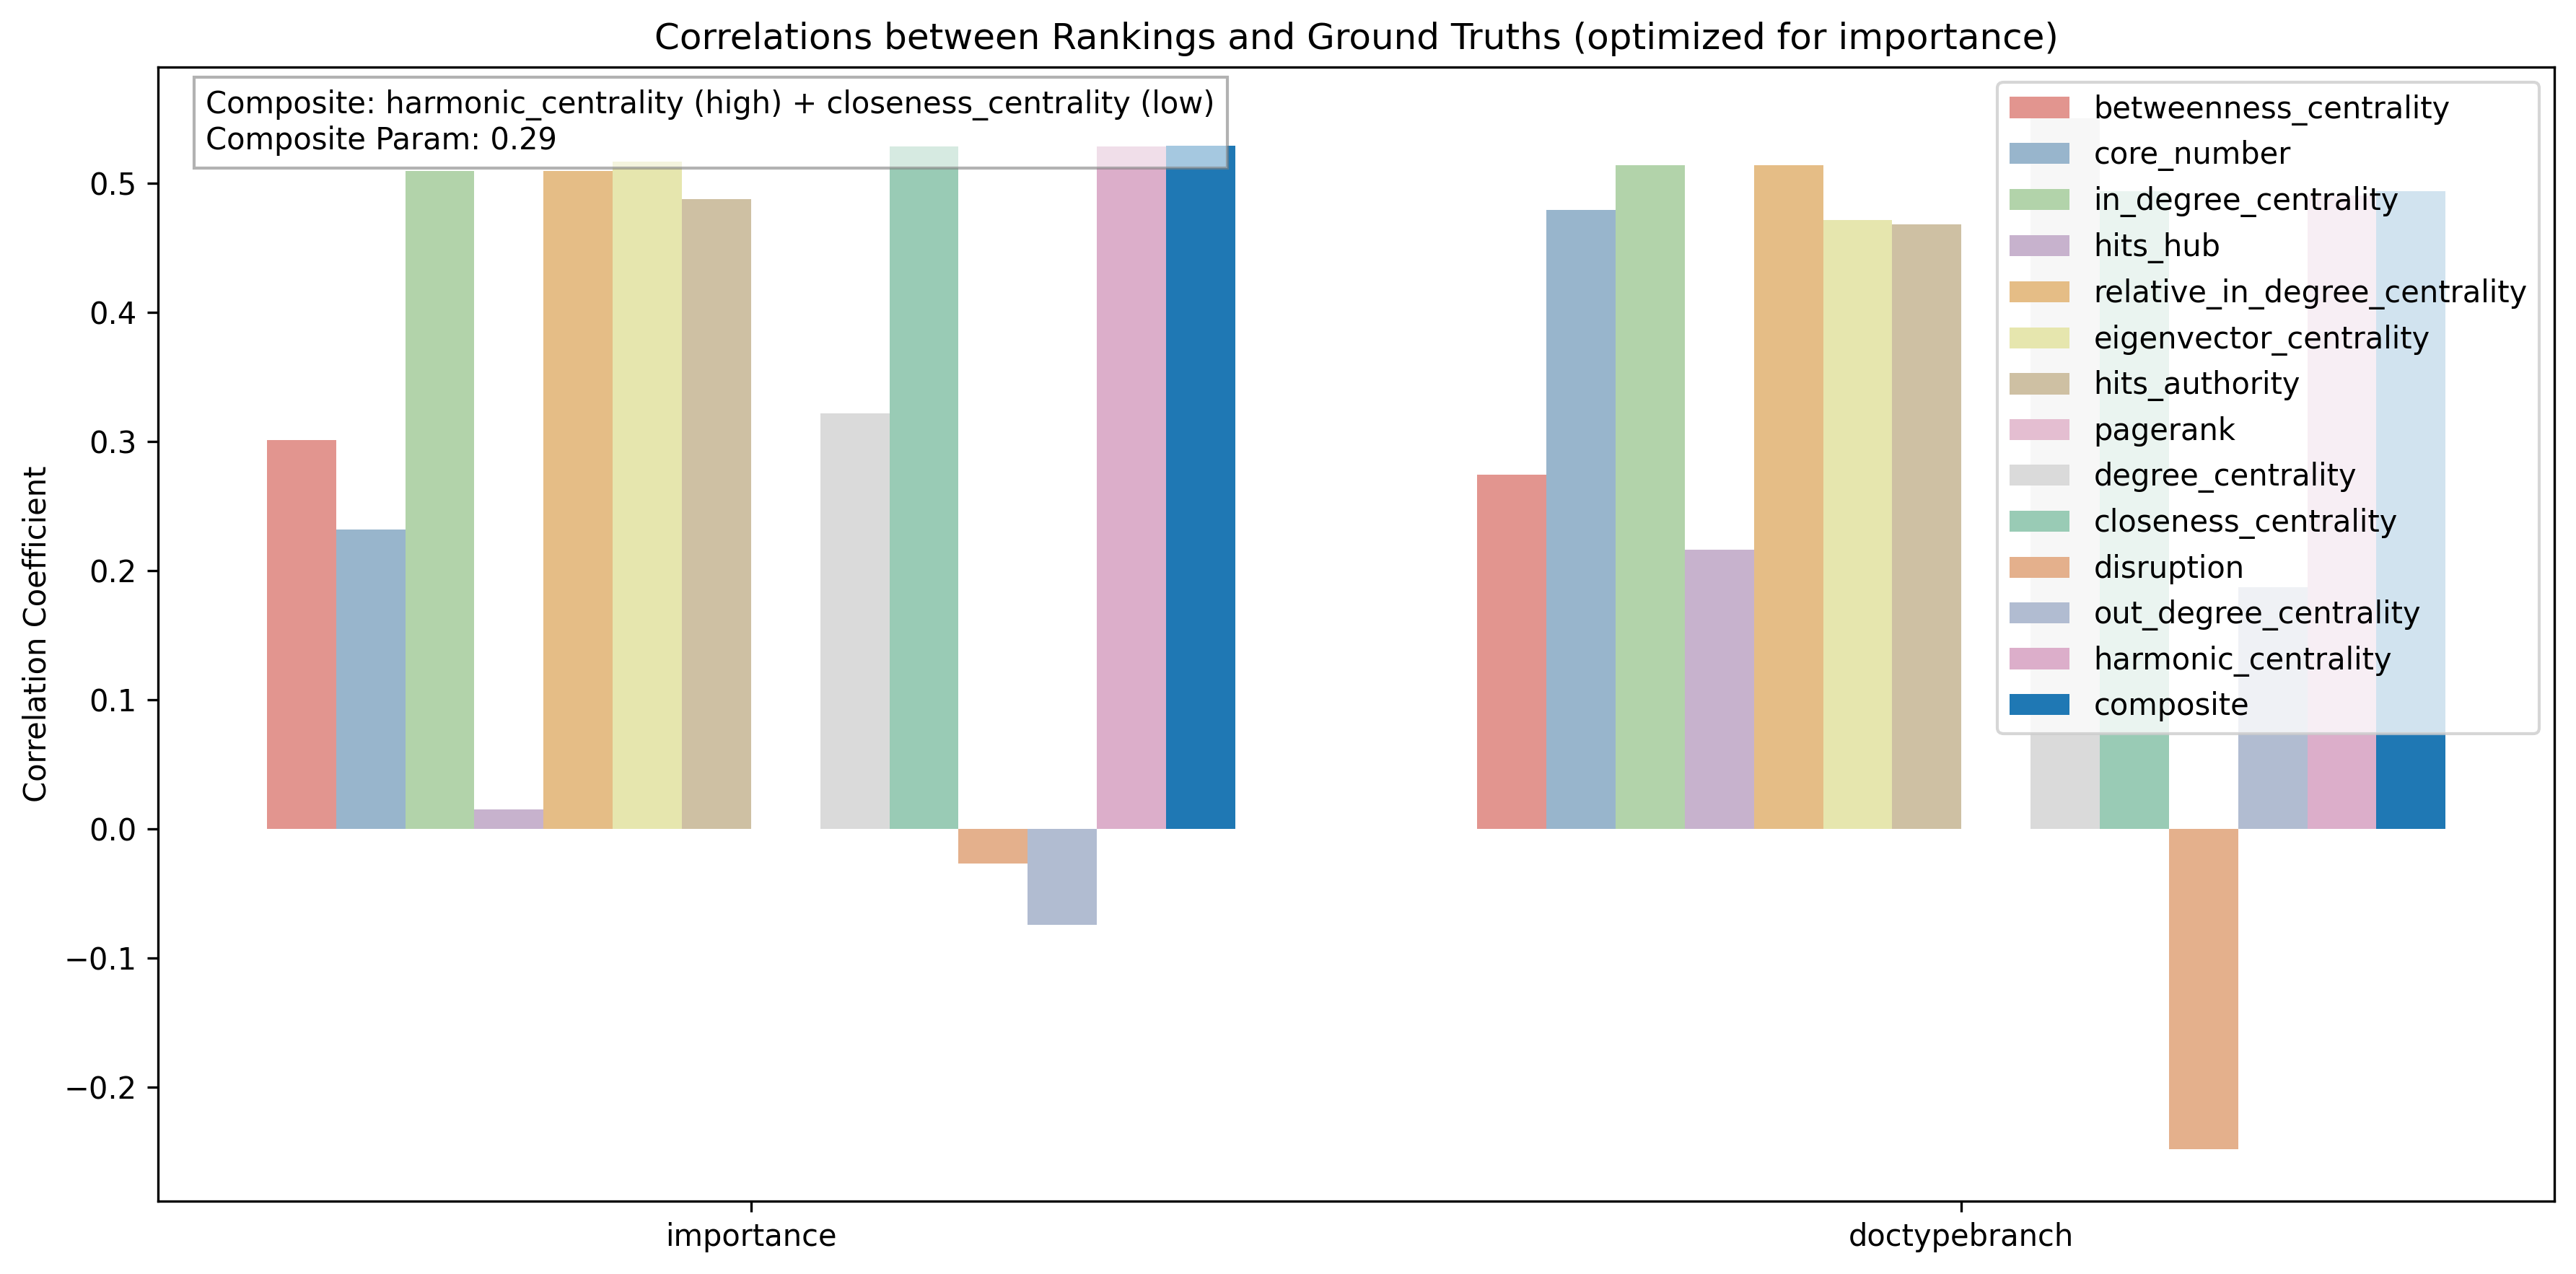 Correlations between Rankings and Ground Truths (optimized for importance)
Composite: harmonic_centrality (high) + closeness_centrality (low)
Composite Param: 0.29
betweenness_centrality
core_number
in_degree_centrality
hits_hub
relative_in_degree_centrality
eigenvector_centrality
hits_authority
pagerank
degree_centrality
closeness_centrality
disruption
out_degree_centrality
harmonic_centrality
composite
Correlation Coefficient
0.5
0.4
0.3
0.2
0.1
0.0
−0.1
−0.2
importance
doctypebranch